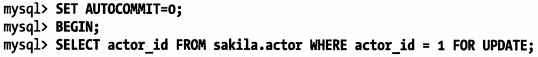 mysql> SET AUTOCOMMIT=0;
mysql> BEGIN;
mysql> SELECT actor_id FROM sakila.actor WHERE actor_id = 1 FOR UPDATE;